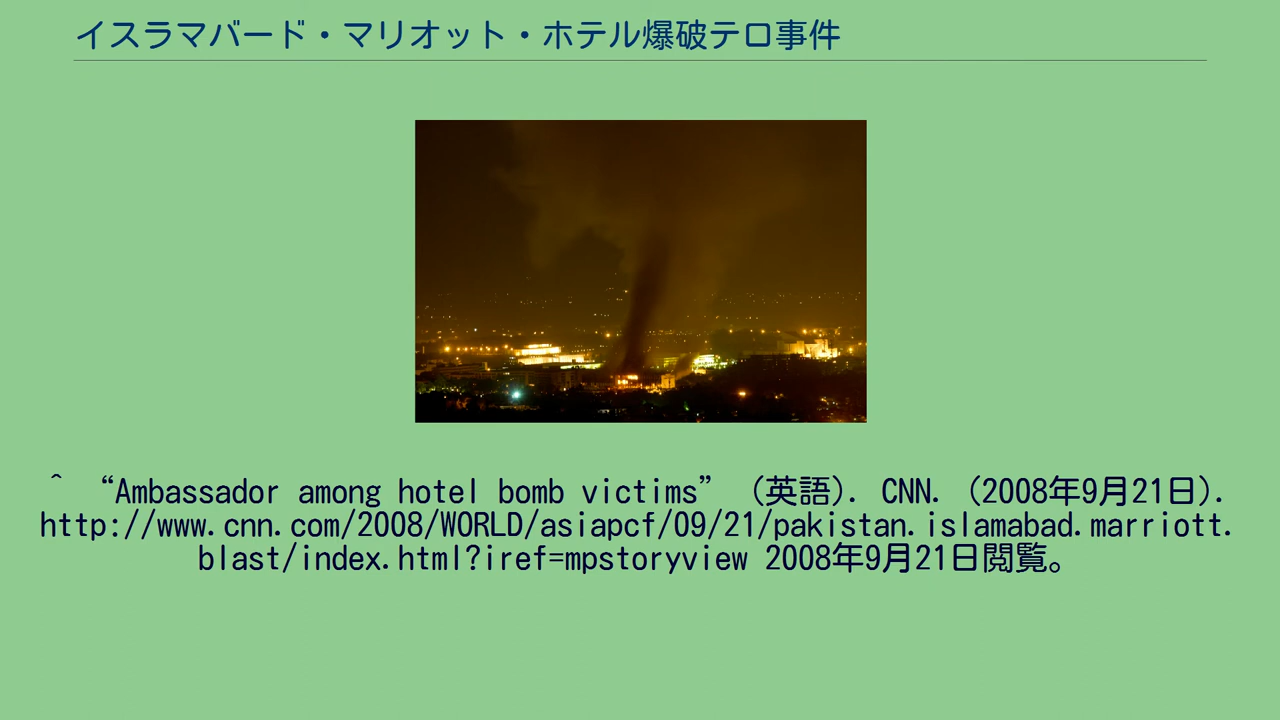 イスラマバード・マリオット・ホテル爆破テロ事件
^ “Ambassador among hotel bomb victims” (英語). CNN. (2008年9月21日).
http://www.cnn.com/2008/WORLD/asiapcf/09/21/pakistan.islamabad.marriott.
blast/index.html?iref=mpstoryview 2008年9月21日閲覧。